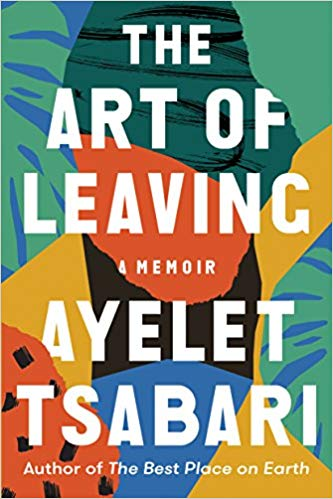 THE
ART OF
LEAVING
A MEMOIR
AYELET
TSABARI
Author of The Best Place on Earth